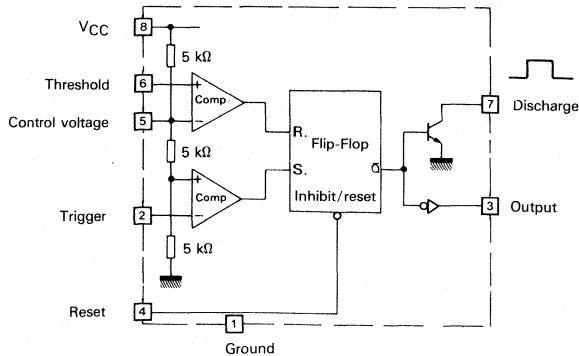 VCC
8
5 kΩ
Threshold
6
+
Comp
-
Control voltage
5
5 kΩ
R.
Flip-Flop
Q̅
S.
Inhibit/reset
7
Discharge
+
Comp
-
Trigger
2
3
Output
5 kΩ
Reset
4
1
Ground